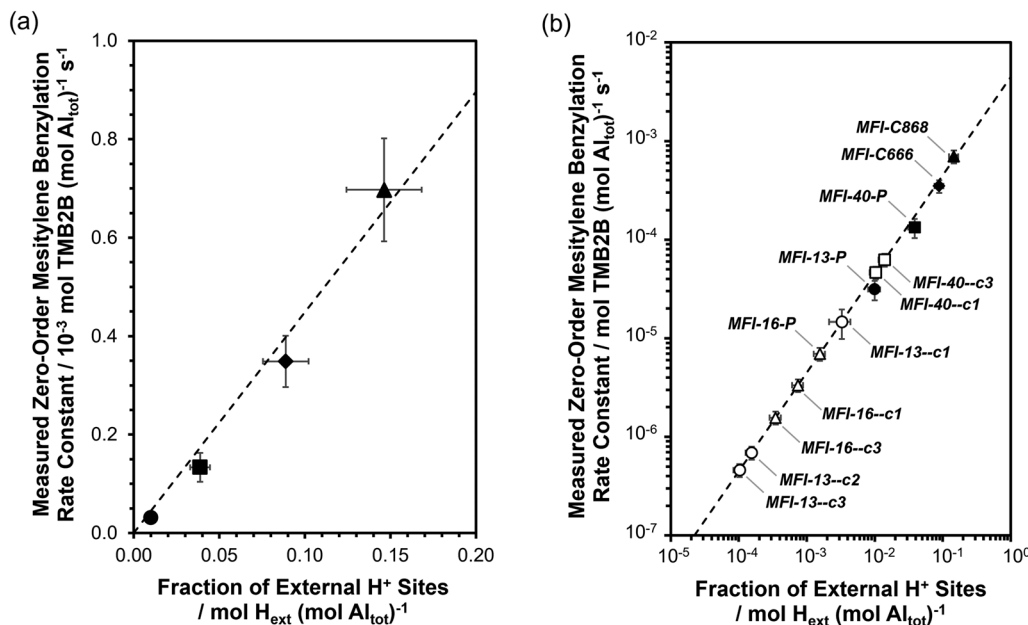 (a)
Measured Zero-Order Mesitylene Benzylation
Rate Constant / 10⁻³ mol TMB2B (mol Al_tot)⁻¹ s⁻¹
1.0
0.8
0.6
0.4
0.2
0.0
0.00 0.05 0.10 0.15 0.20
Fraction of External H⁺ Sites
/ mol H_ext (mol Al_tot)⁻¹
(b)
Measured Zero-Order Mesitylene Benzylation
Rate Constant / mol TMB2B (mol Al_tot)⁻¹ s⁻¹
10⁻²
10⁻³
10⁻⁴
10⁻⁵
10⁻⁶
10⁻⁷
MFI-C868
MFI-C666
MFI-40-P
MFI-13-P
MFI-40--c3
MFI-40--c1
MFI-16-P
MFI-13--c1
MFI-16--c1
MFI-16--c3
MFI-13--c2
MFI-13--c3
10⁻⁵ 10⁻⁴ 10⁻³ 10⁻² 10⁻¹ 10⁰
Fraction of External H⁺ Sites
/ mol H_ext (mol Al_tot)⁻¹